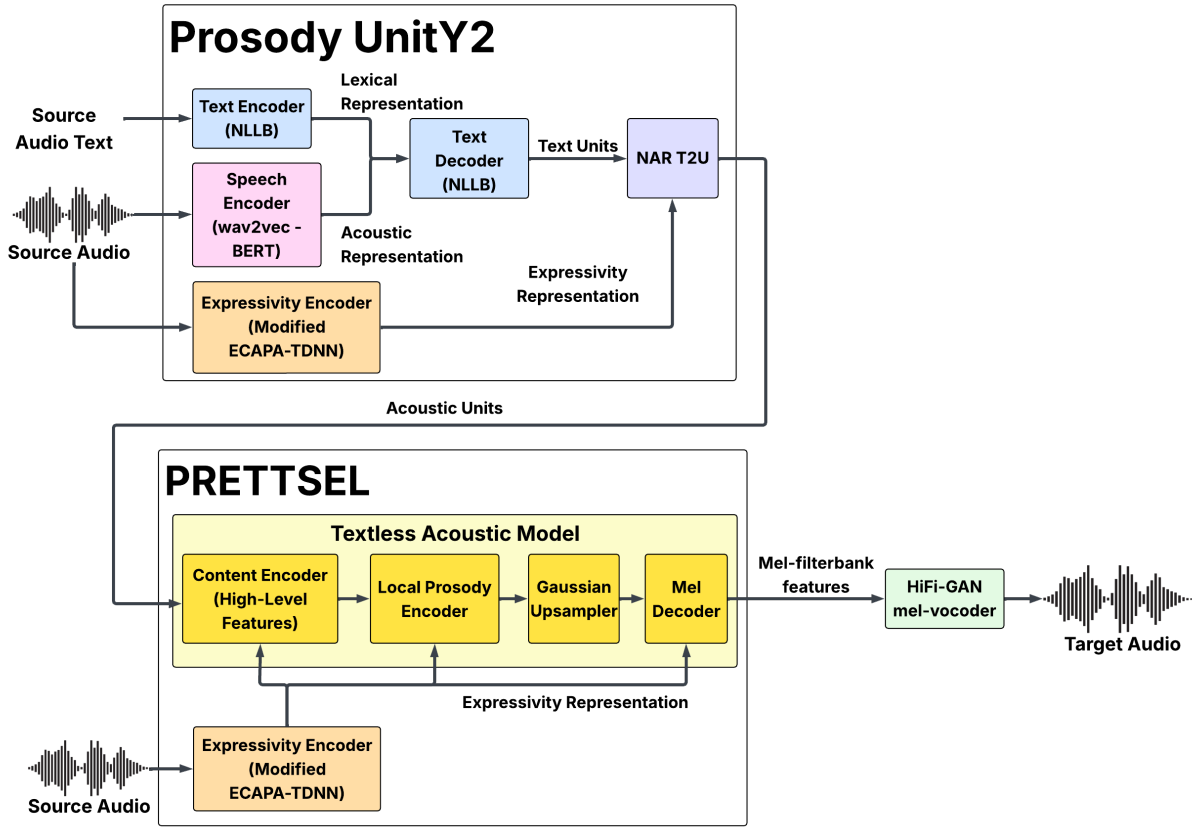 Prosody UnitY2
Source
Audio Text
Text Encoder
(NLLB)
Lexical
Representation
Text
Decoder
(NLLB)
Text Units
NAR T2U
Speech
Encoder
(wav2vec -
BERT)
Source Audio
Acoustic
Representation
Expressivity
Representation
Expressivity Encoder
(Modified
ECAPA-TDNN)
Acoustic Units
PRETTSEL
Textless Acoustic Model
Content Encoder
(High-Level
Features)
Local Prosody
Encoder
Gaussian
Upsampler
Mel
Decoder
Mel-filterbank
features
HiFi-GAN
mel-vocoder
Target Audio
Expressivity Representation
Expressivity Encoder
(Modified
ECAPA-TDNN)
Source Audio